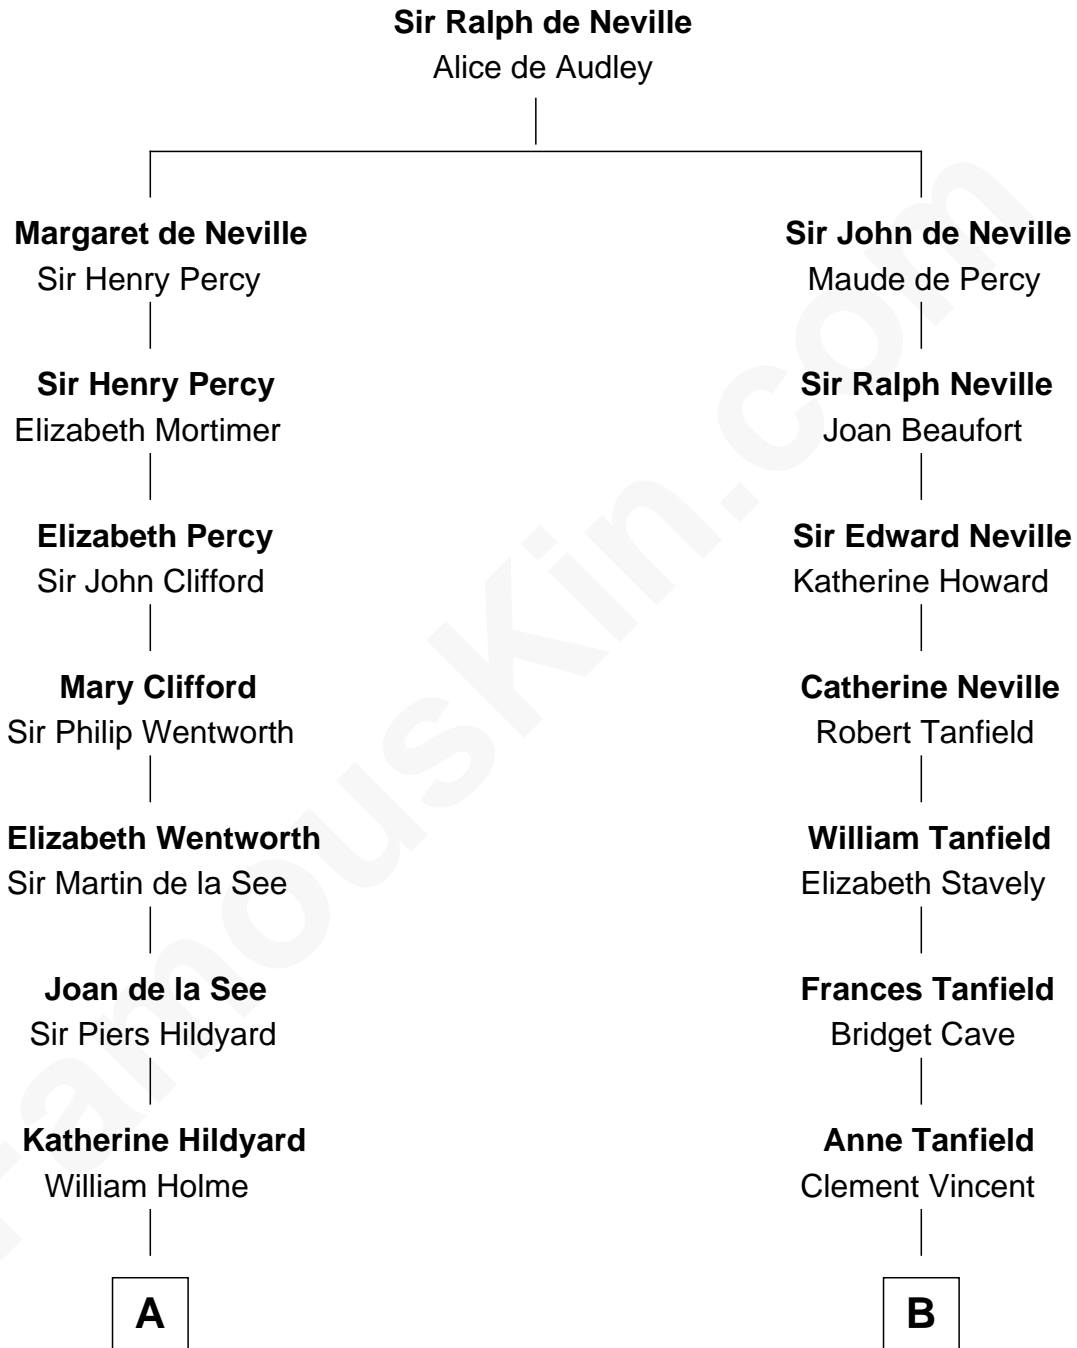 Sir Ralph de Neville
Alice de Audley
Margaret de Neville
Sir Henry Percy
Sir John de Neville
Maude de Percy
Sir Henry Percy
Elizabeth Mortimer
Sir Ralph Neville
Joan Beaufort
Elizabeth Percy
Sir John Clifford
Sir Edward Neville
Katherine Howard
Mary Clifford
Sir Philip Wentworth
Catherine Neville
Robert Tanfield
Elizabeth Wentworth
Sir Martin de la See
William Tanfield
Elizabeth Stavely
Joan de la See
Sir Piers Hildyard
Frances Tanfield
Bridget Cave
Katherine Hildyard
William Holme
Anne Tanfield
Clement Vincent
A
B
FamousKin.com